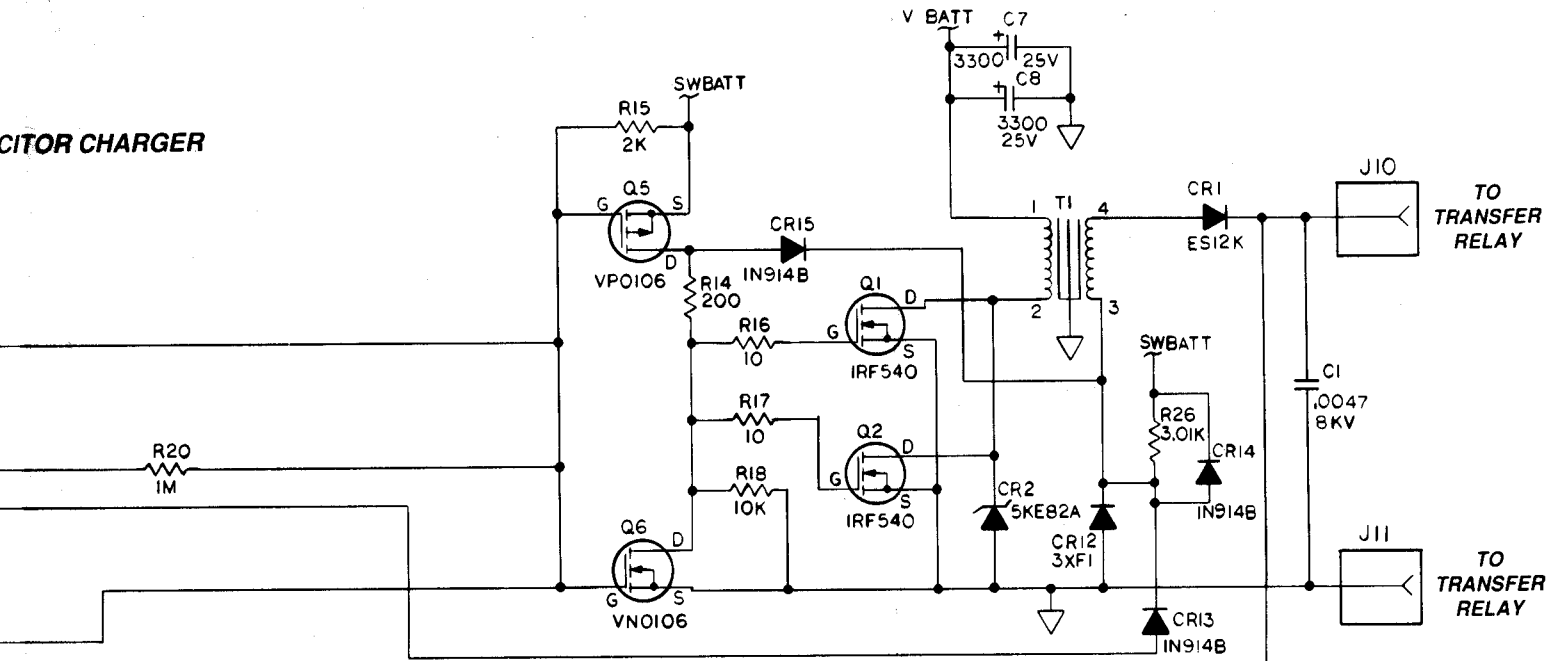 V BATT
C7
+
3300
25V
C8
+
3300
25V
SWBATT
R15
2K
CITOR CHARGER
Q5
G
S
D
VP0106
CR15
1N914B
R14
200
R16
10
Q1
G
D
S
IRF540
1
T1
4
2
3
CR1
ES12K
J10
TO
TRANSFER
RELAY
SWBATT
R26
3.01K
CR14
1N914B
C1
.0047
8KV
R17
10
Q2
G
D
S
IRF540
R20
1M
R18
10K
CR2
5KE82A
CR12
3XF1
Q6
D
G
S
VN0106
J11
TO
TRANSFER
RELAY
CR13
1N914B